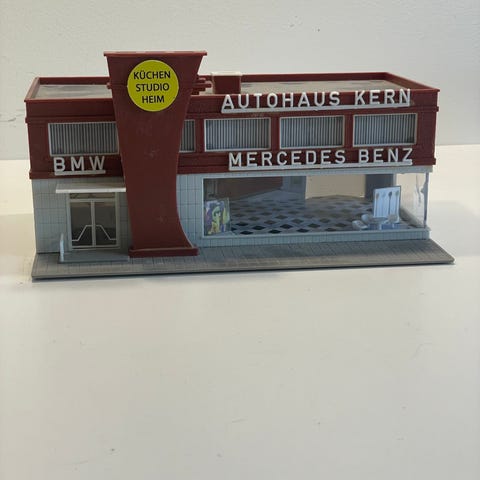 KÜCHEN
STUDIO
HEIM
AUTOHAUS KERN
BMW
MERCEDES BENZ